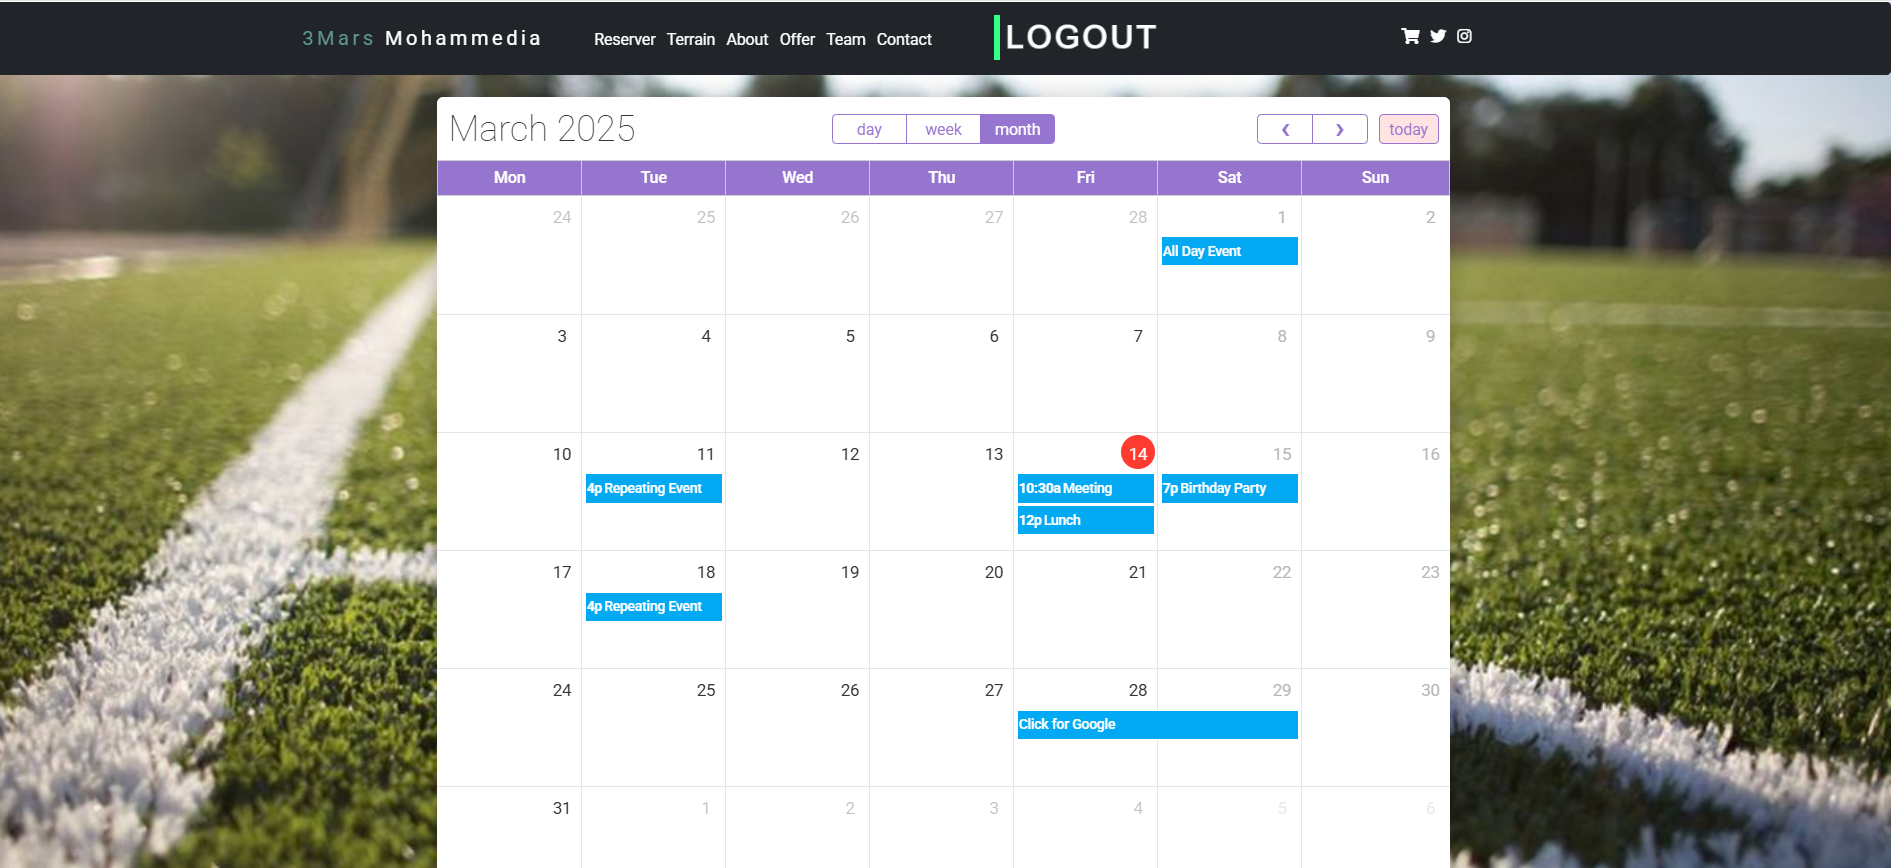 3Mars Mohammedia Reserver Terrain About Offer Team Contact LOGOUT
March 2025 day week month ❮ ❯ today
Mon Tue Wed Thu Fri Sat Sun
24 25 26 27 28 1 2
All Day Event
3 4 5 6 7 8 9
10 11 12 13 14 15 16
4p Repeating Event 10:30a Meeting 7p Birthday Party
12p Lunch
17 18 19 20 21 22 23
4p Repeating Event
24 25 26 27 28 29 30
Click for Google
31 1 2 3 4 5 6